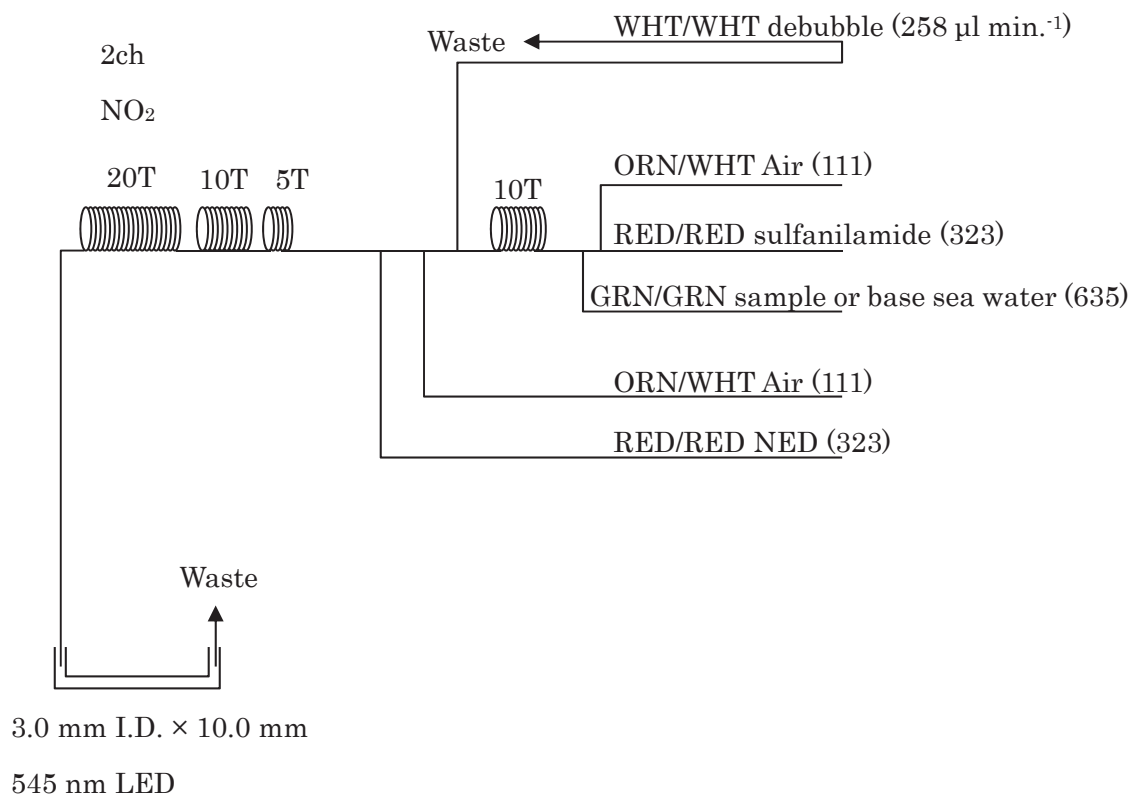 2ch
NO₂
20T
10T
5T
Waste
WHT/WHT debubble (258 µl min.⁻¹)
10T
ORN/WHT Air (111)
RED/RED sulfanilamide (323)
GRN/GRN sample or base sea water (635)
ORN/WHT Air (111)
RED/RED NED (323)
Waste
3.0 mm I.D. × 10.0 mm
545 nm LED